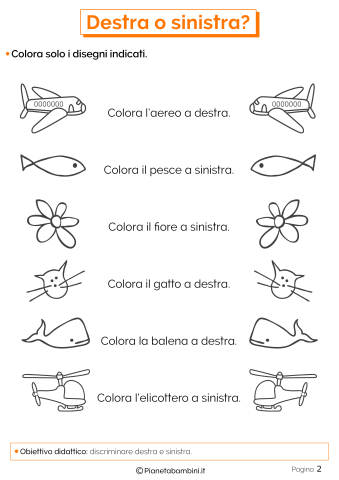 Destra o sinistra?
• Colora solo i disegni indicati.
Colora l'aereo a destra.
Colora il pesce a sinistra.
Colora il fiore a sinistra.
Colora il gatto a destra.
Colora la balena a destra.
Colora l'elicottero a sinistra.
• Obiettivo didattico: discriminare destra e sinistra.
© Pianetabambini.it
Pagina 2